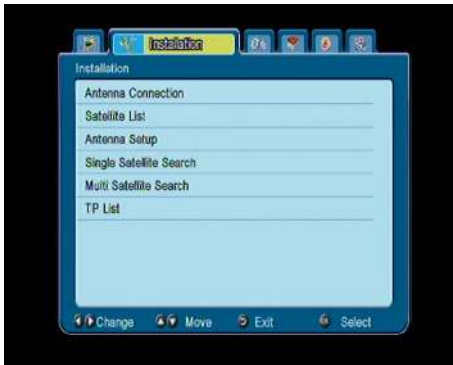 Installation
Installation
Antenna Connection
Satellite List
Antenna Setup
Single Satellite Search
Multi Satellite Search
TP List
Change Move Exit Select